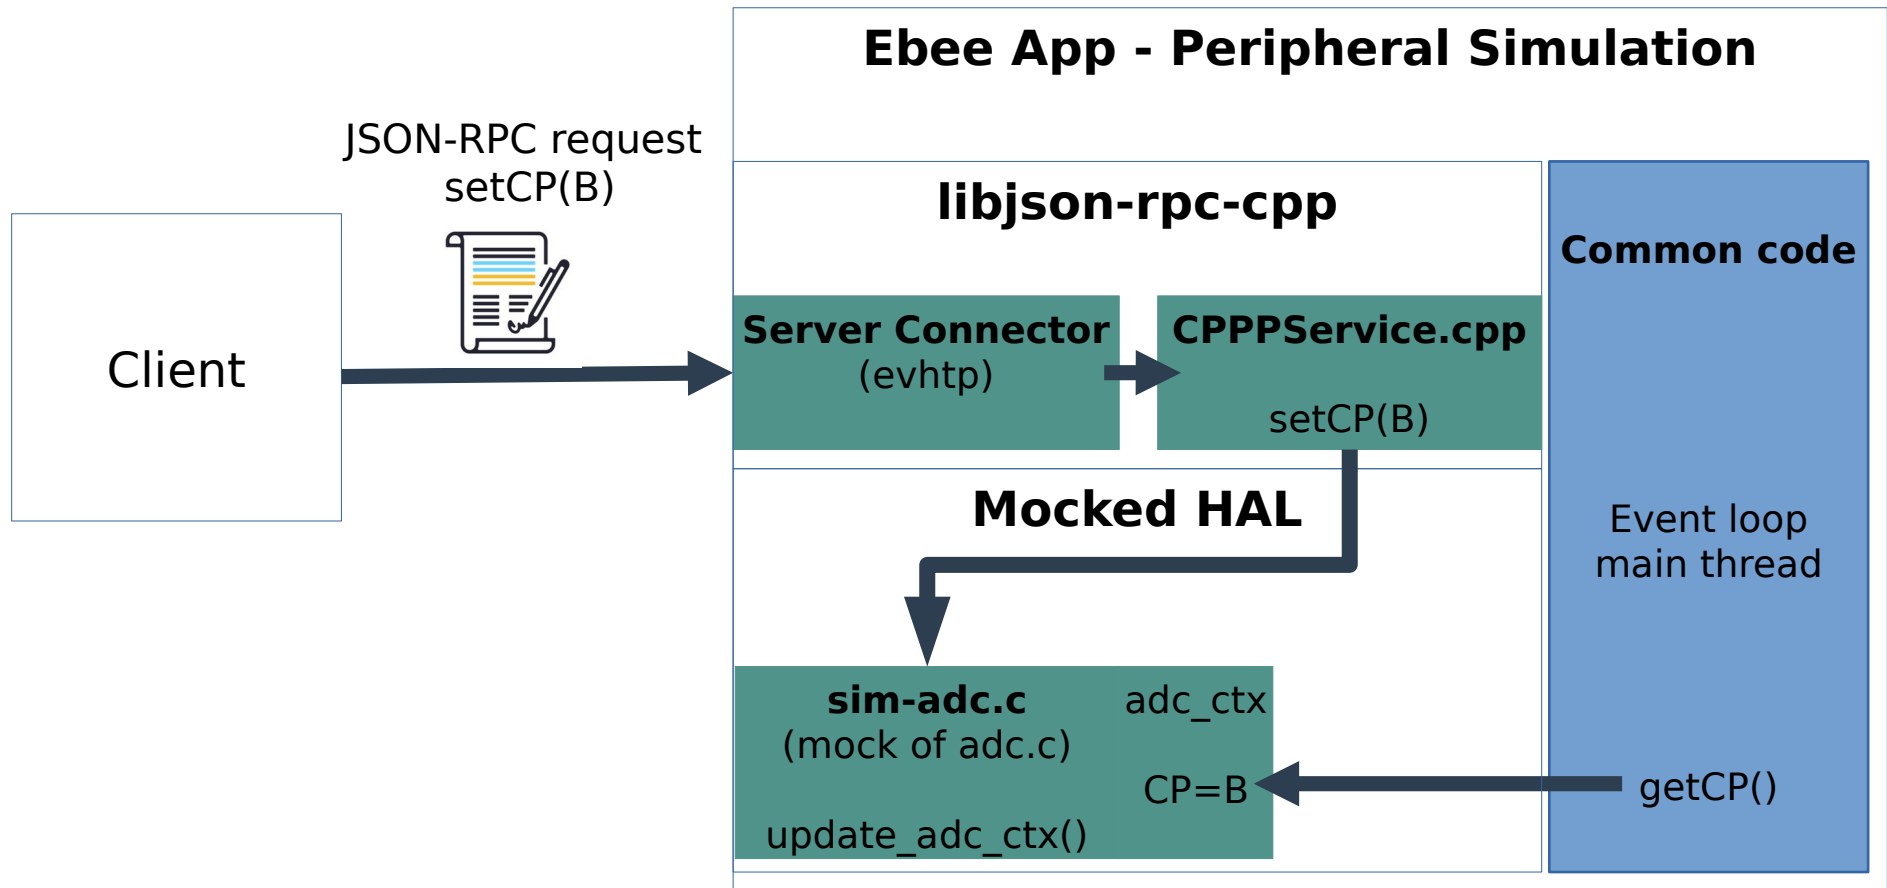 Ebee App - Peripheral Simulation
JSON-RPC request
setCP(B)
Client
libjson-rpc-cpp
Server Connector
(evhtp)
CPPPService.cpp
setCP(B)
Common code
Event loop
main thread
getCP()
Mocked HAL
sim-adc.c
(mock of adc.c)
adc_ctx
CP=B
update_adc_ctx()